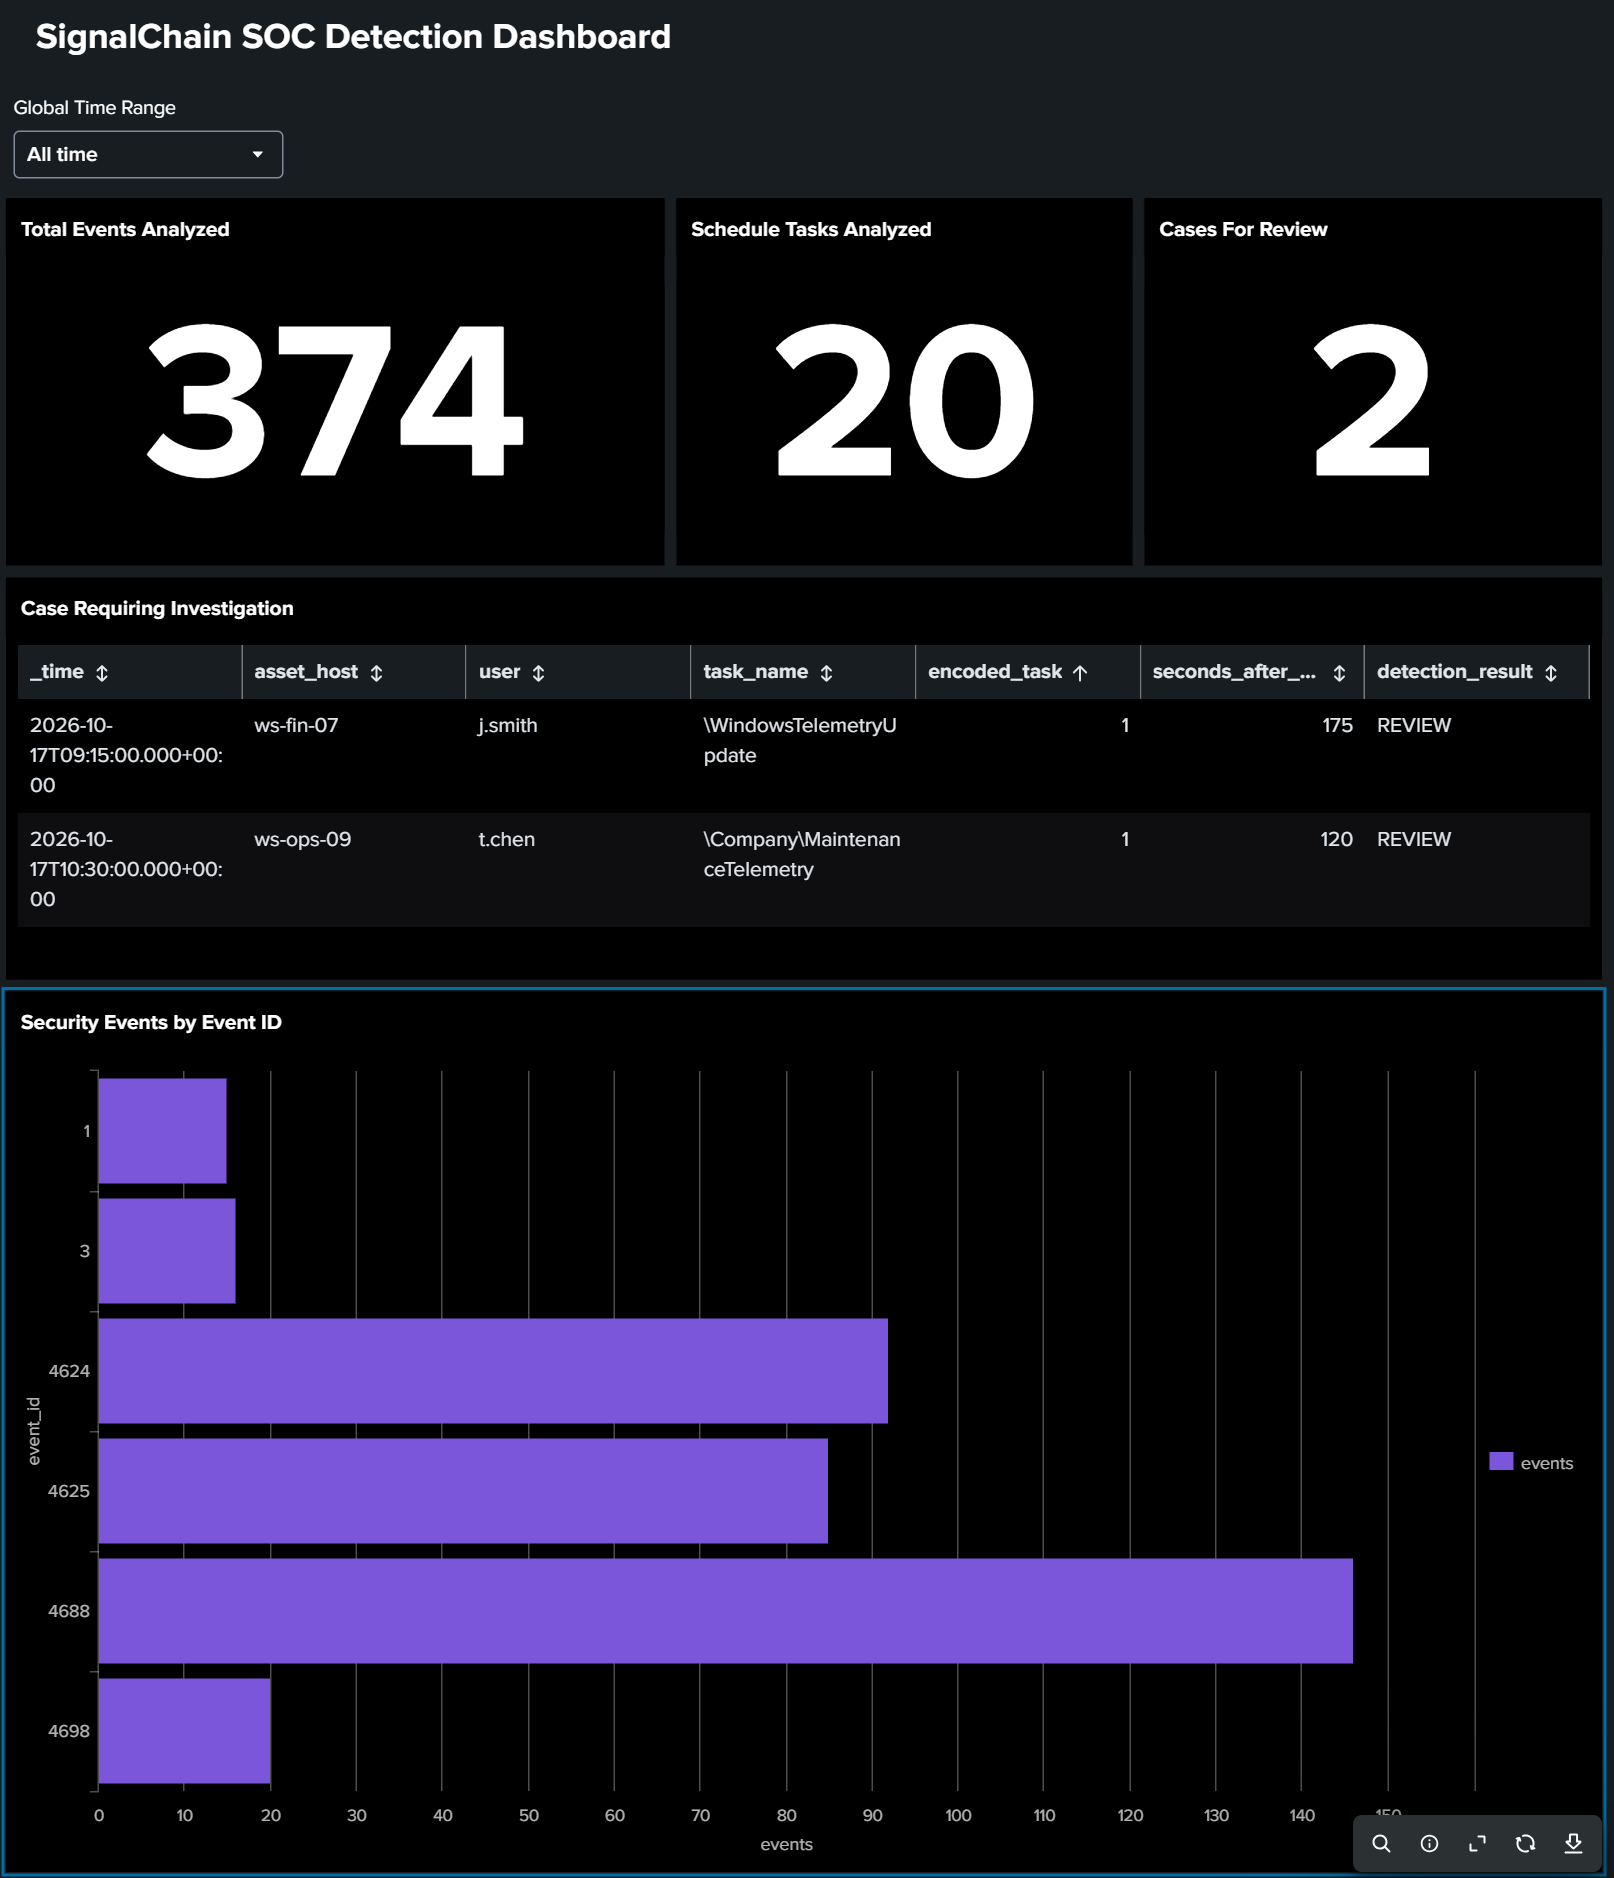 SignalChain SOC Detection Dashboard
Global Time Range
All time
Total Events Analyzed
374
Schedule Tasks Analyzed
20
Cases For Review
2
Case Requiring Investigation
_time asset_host user task_name encoded_task seconds_after_... detection_result
2026-10-
17T09:15:00.000+00:
00
ws-fin-07
j.smith
\WindowsTelemetryU
pdate
1
175
REVIEW
2026-10-
17T10:30:00.000+00:
00
ws-ops-09
t.chen
\Company\Maintenan
ceTelemetry
1
120
REVIEW
Security Events by Event ID
event_id
1
3
4624
4625
4688
4698
events
0 10 20 30 40 50 60 70 80 90 100 110 120 130 140 150
events